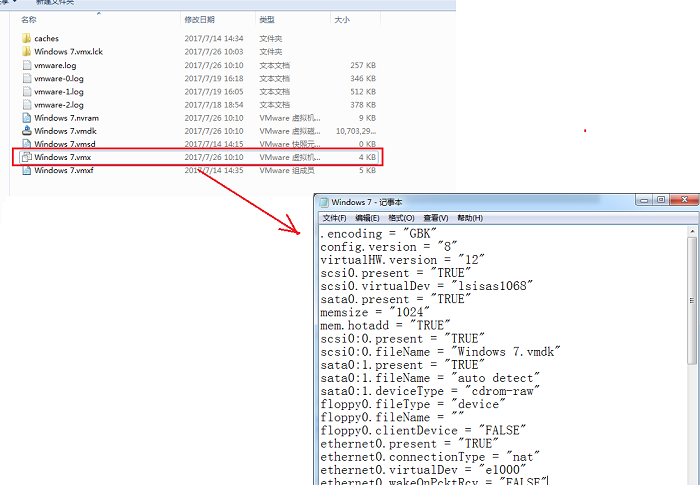 共享 新建文件夹
名称 修改日期 类型 大小
caches 2017/7/14 14:34 文件夹
Windows 7.vmx.lck 2017/7/26 10:03 文件夹
vmware.log 2017/7/26 10:10 文本文档 257 KB
vmware-0.log 2017/7/19 16:18 文本文档 346 KB
vmware-1.log 2017/7/19 16:05 文本文档 512 KB
vmware-2.log 2017/7/18 18:54 文本文档 378 KB
Windows 7.nvram 2017/7/26 10:10 VMware 虚拟机... 9 KB
Windows 7.vmdk 2017/7/26 10:10 VMware 虚拟磁... 10,703,29...
Windows 7.vmsd 2017/7/14 14:15 VMware 快照元... 0 KB
Windows 7.vmx 2017/7/26 10:10 VMware 虚拟机... 4 KB
Windows 7.vmxf 2017/7/14 14:35 VMware 组成员 5 KB
Windows 7 - 记事本
文件(F) 编辑(E) 格式(O) 查看(V) 帮助(H)
.encoding = "GBK"
config.version = "8"
virtualHW.version = "12"
scsi0.present = "TRUE"
scsi0.virtualDev = "lsisas1068"
sata0.present = "TRUE"
memsize = "1024"
mem.hotadd = "TRUE"
scsi0:0.present = "TRUE"
scsi0:0.fileName = "Windows 7.vmdk"
sata0:1.present = "TRUE"
sata0:1.fileName = "auto detect"
sata0:1.deviceType = "cdrom-raw"
floppy0.fileType = "device"
floppy0.fileName = ""
floppy0.clientDevice = "FALSE"
ethernet0.present = "TRUE"
ethernet0.connectionType = "nat"
ethernet0.virtualDev = "e1000"
ethernet0.wakeOnPcktRcv = "FALSE"